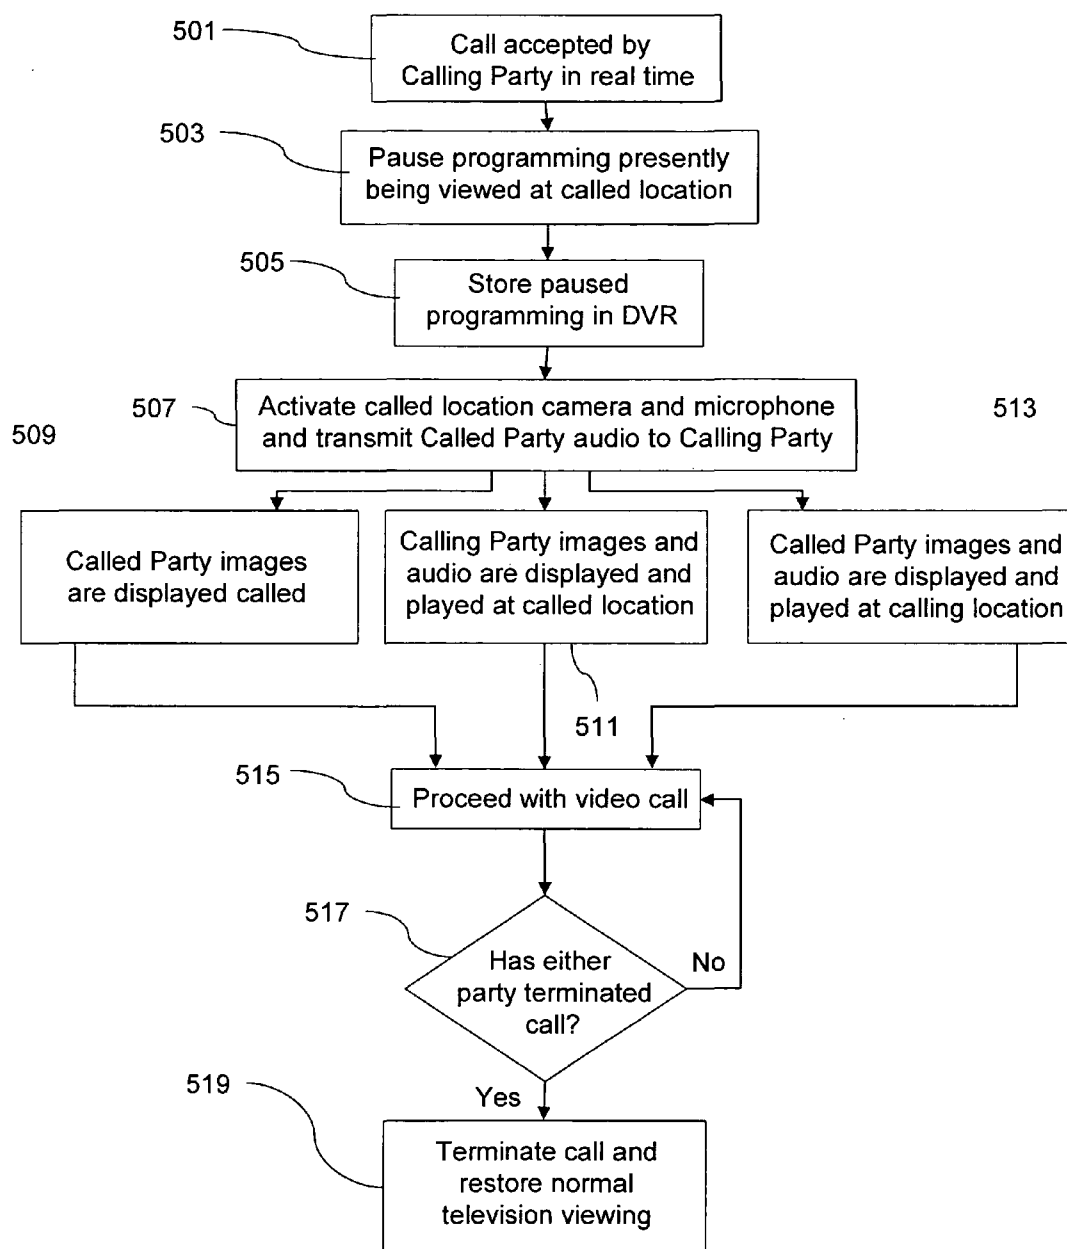 501
Call accepted by
Calling Party in real time
503
Pause programming presently
being viewed at called location
505
Store paused
programming in DVR
507
Activate called location camera and microphone
and transmit Called Party audio to Calling Party
513
509
Called Party images
are displayed called
Calling Party images and
audio are displayed and
played at called location
Called Party images and
audio are displayed and
played at calling location
511
515
Proceed with video call
517
Has either
party terminated
call?
No
Yes
519
Terminate call and
restore normal
television viewing